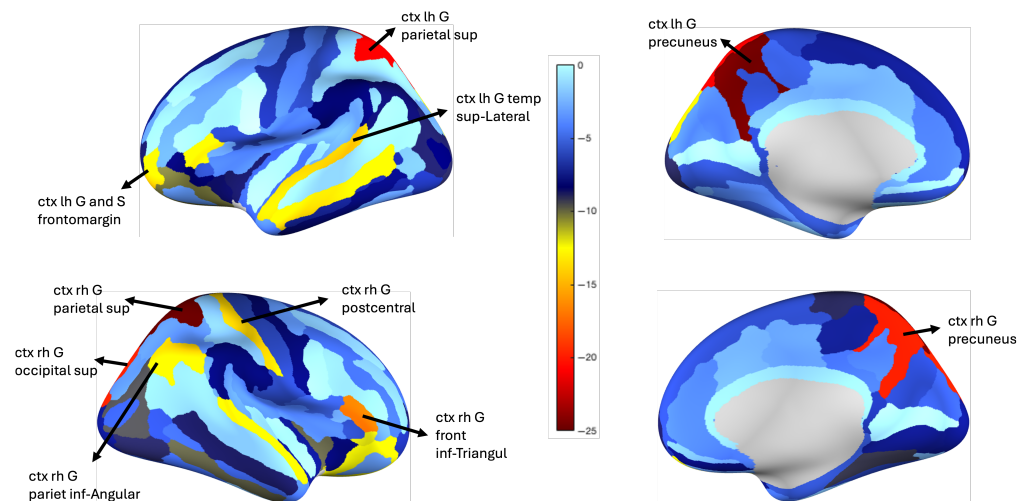 ctx lh G
parietal sup
ctx lh G
precuneus
ctx lh G temp
sup-Lateral
ctx lh G and S
frontomargin
0
−5
−10
−15
−20
−25
ctx rh G
parietal sup
ctx rh G
postcentral
ctx rh G
occipital sup
ctx rh G
precuneus
ctx rh G
front
inf-Triangul
ctx rh G
pariet inf-Angular